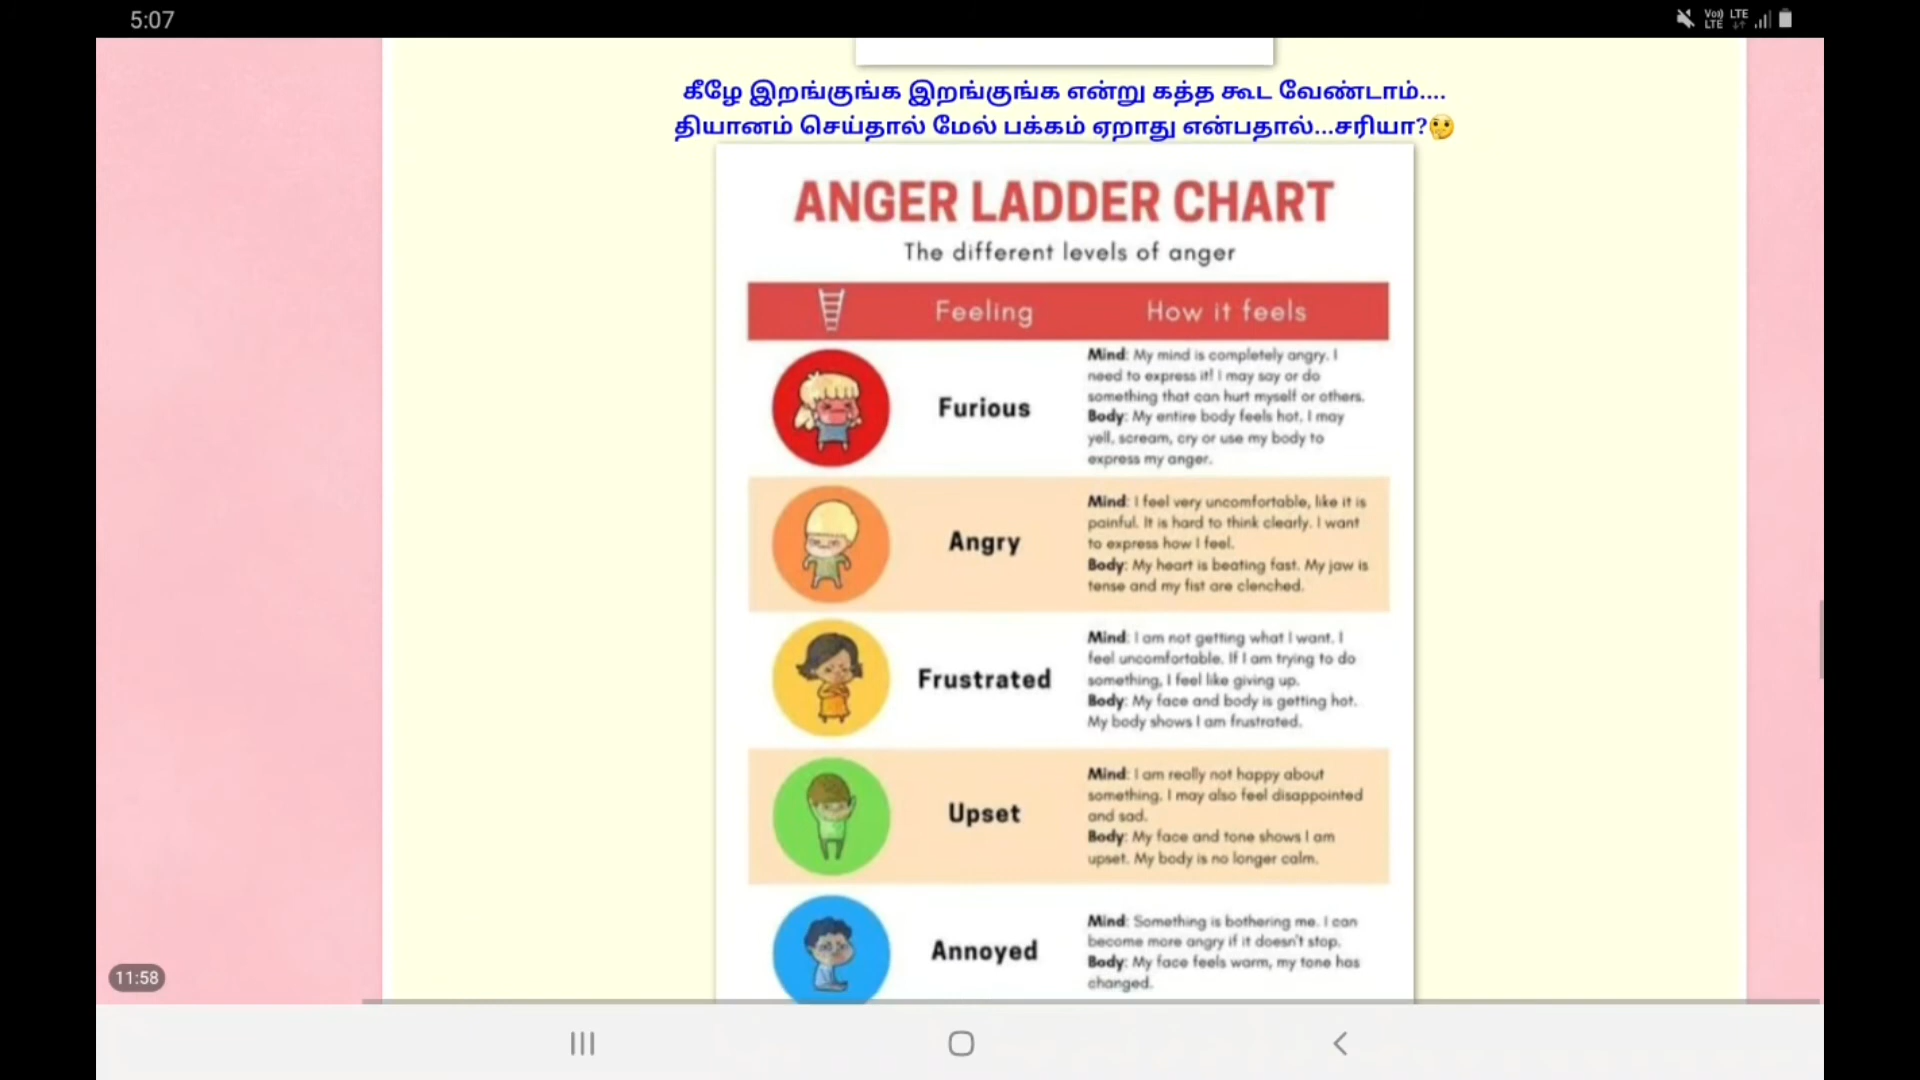 5:07
VoLTE LTE
கீழே இறங்குங்க இறங்குங்க என்று கத்த கூட வேண்டாம்....
தியானம் செய்தால் மேல் பக்கம் ஏறாது என்பதால்...சரியா?🤔
ANGER LADDER CHART
The different levels of anger
Feeling How it feels
Furious
Mind: My mind is completely angry. I
need to express it! I may say or do
something that can hurt myself or others.
Body: My entire body feels hot. I may
yell, scream, cry or use my body to
express my anger.
Angry
Mind: I feel very uncomfortable, like it is
painful. It is hard to think clearly. I want
to express how I feel.
Body: My heart is beating fast. My jaw is
tense and my fist are clenched.
Frustrated
Mind: I am not getting what I want. I
feel uncomfortable. If I am trying to do
something, I feel like giving up.
Body: My face and body is getting hot.
My body shows I am frustrated.
Upset
Mind: I am really not happy about
something. I may also feel disappointed
and sad.
Body: My face and tone shows I am
upset. My body is no longer calm.
Annoyed
Mind: Something is bothering me. I can
become more angry if it doesn't stop.
Body: My face feels warm, my tone has
changed.
11:58